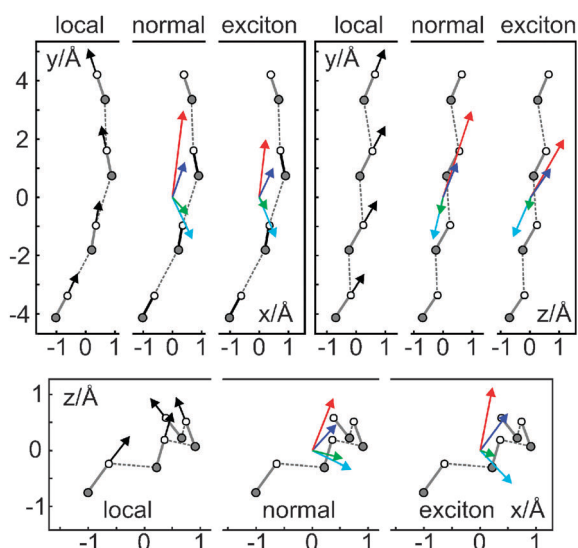 local normal exciton local normal exciton
y/Å y/Å
4
2
0
-2
-4
x/Å z/Å
-1 0 1 -1 0 1 -1 0 1 -1 0 1 -1 0 1 -1 0 1
z/Å
1
0
-1
local normal exciton x/Å
-1 0 1 -1 0 1 -1 0 1